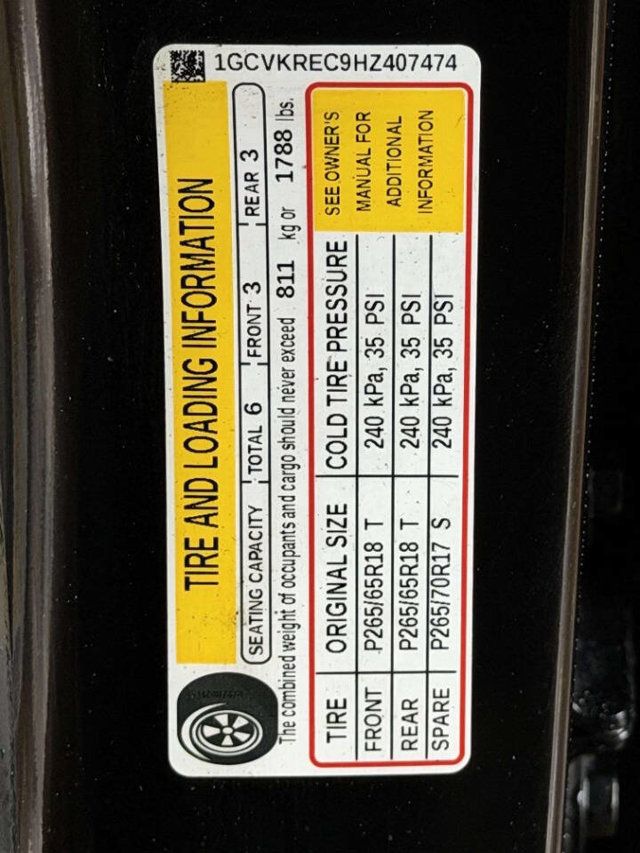 1GCVKREC9HZ407474
TIRE AND LOADING INFORMATION
SEATING CAPACITY TOTAL 6 FRONT 3 REAR 3
The combined weight of occupants and cargo should never exceed 811 kg or 1788 lbs.
TIRE ORIGINAL SIZE COLD TIRE PRESSURE
FRONT P265/65R18 T 240 kPa, 35 PSI
REAR P265/65R18 T 240 kPa, 35 PSI
SPARE P265/70R17 S 240 kPa, 35 PSI
SEE OWNER'S
MANUAL FOR
ADDITIONAL
INFORMATION